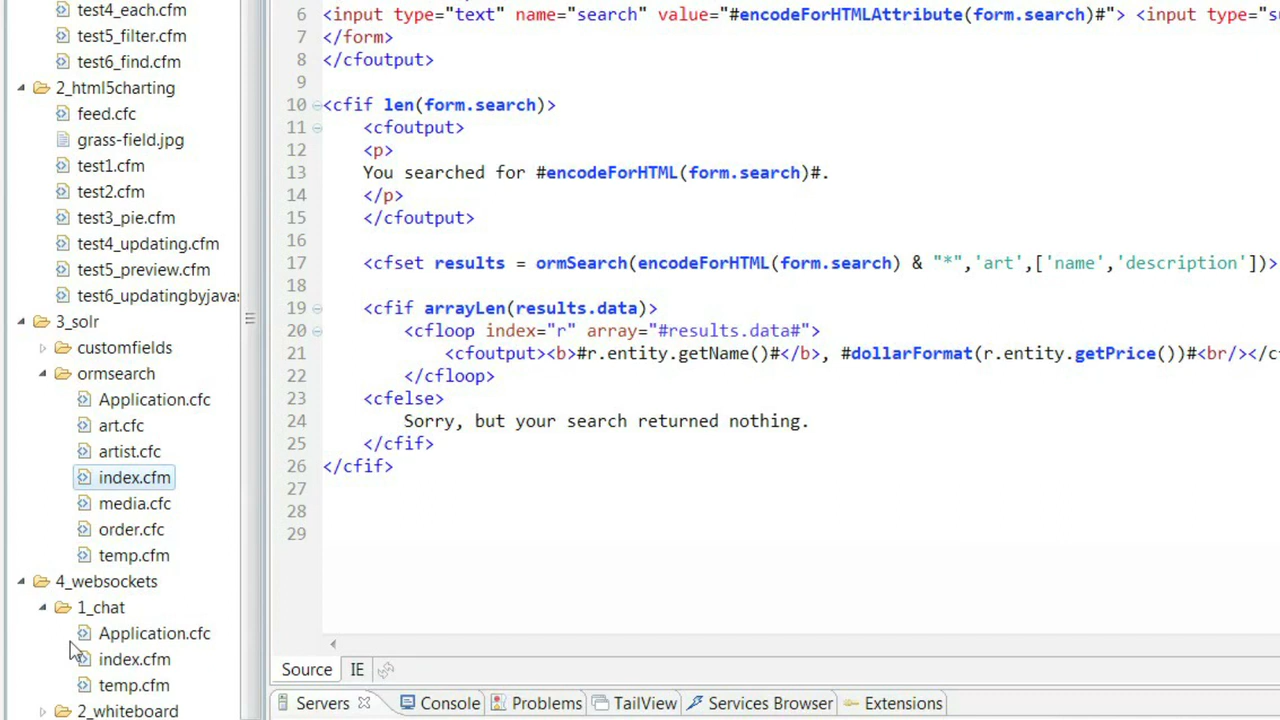 test4_each.cfm
test5_filter.cfm
test6_find.cfm
2_html5charting
feed.cfc
grass-field.jpg
test1.cfm
test2.cfm
test3_pie.cfm
test4_updating.cfm
test5_preview.cfm
test6_updatingbyjavas
3_solr
customfields
ormsearch
Application.cfc
art.cfc
artist.cfc
index.cfm
media.cfc
order.cfc
temp.cfm
4_websockets
1_chat
Application.cfc
index.cfm
temp.cfm
2_whiteboard
6 <input type="text" name="search" value="#encodeForHTMLAttribute(form.search)#"> <input type="s
7 </form>
8 </cfoutput>
9
10 <cfif len(form.search)>
11 <cfoutput>
12 <p>
13 You searched for #encodeForHTML(form.search)#.
14 </p>
15 </cfoutput>
16
17 <cfset results = ormSearch(encodeForHTML(form.search) & "*",'art',['name','description'])>
18
19 <cfif arrayLen(results.data)>
20 <cfloop index="r" array="#results.data#">
21 <cfoutput><b>#r.entity.getName()#</b>, #dollarFormat(r.entity.getPrice())#<br/></c
22 </cfloop>
23 <cfelse>
24 Sorry, but your search returned nothing.
25 </cfif>
26 </cfif>
27
28
29
Source IE
Servers Console Problems TailView Services Browser Extensions